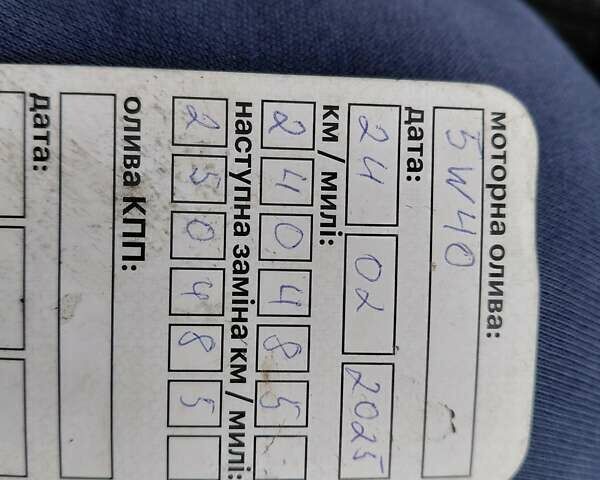 моторна олива:
5W40
дата:
24 02 2025
км / милі:
240485
наступна заміна км / милі:
250485
олива КПП:
дата: